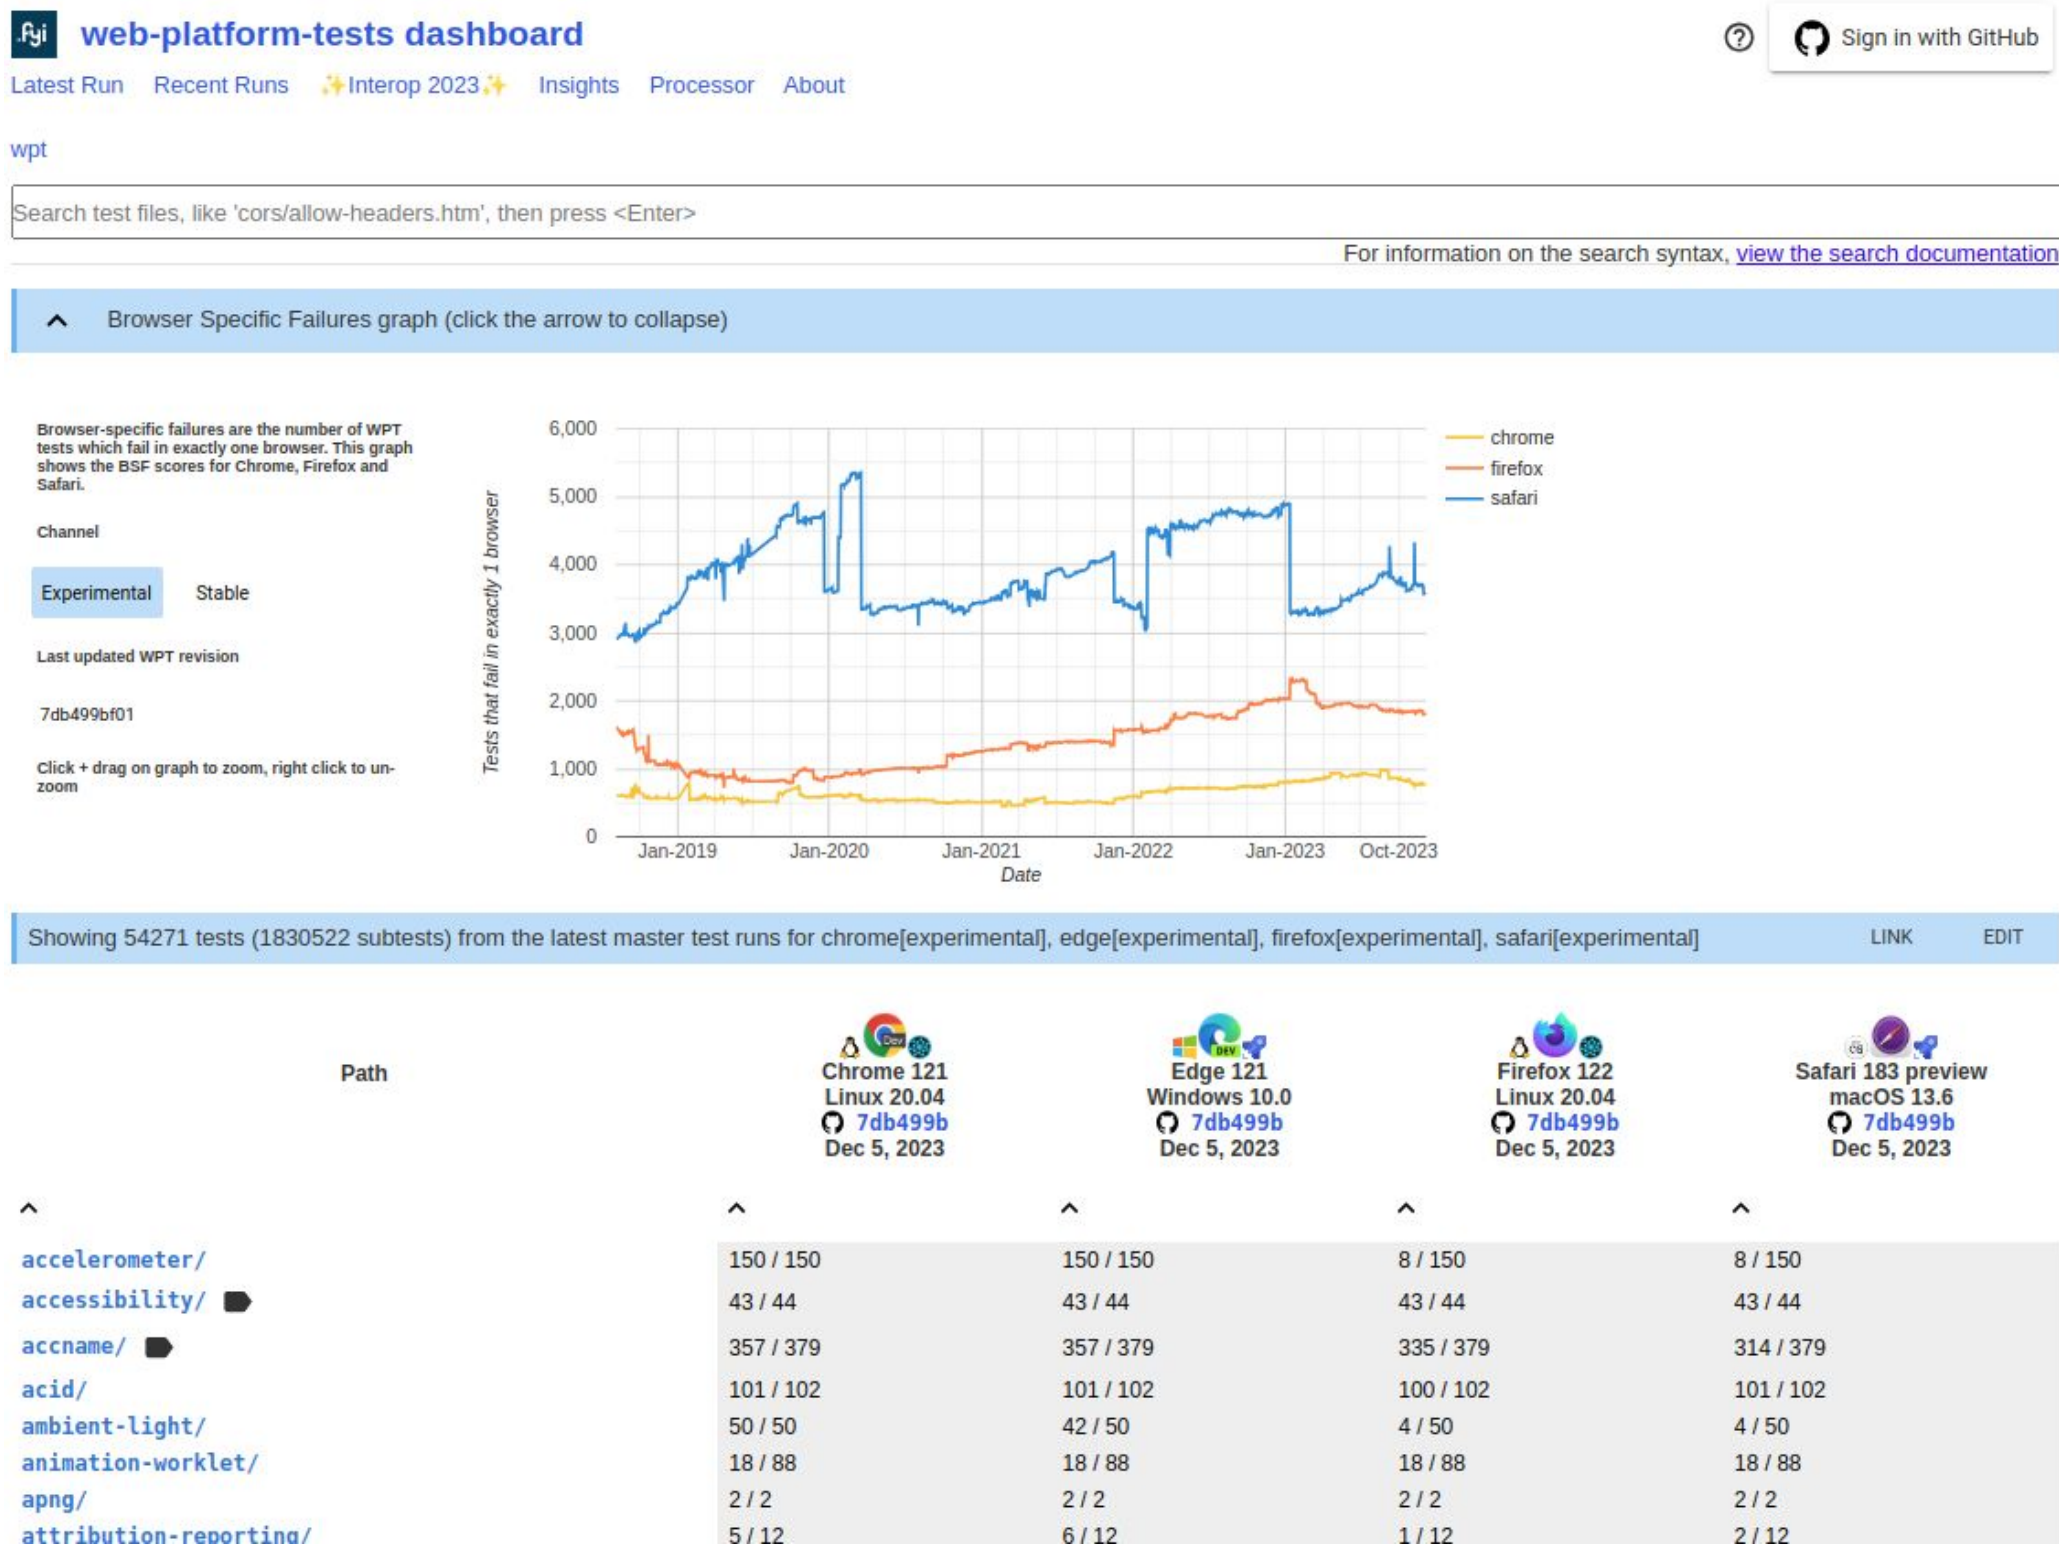 .fyi web-platform-tests dashboard
Sign in with GitHub
Latest Run Recent Runs ✨Interop 2023✨ Insights Processor About
wpt
Search test files, like 'cors/allow-headers.htm', then press <Enter>
For information on the search syntax, view the search documentation
Browser Specific Failures graph (click the arrow to collapse)
Browser-specific failures are the number of WPT
tests which fail in exactly one browser. This graph
shows the BSF scores for Chrome, Firefox and
Safari.
Channel
Experimental Stable
Last updated WPT revision
7db499bf01
Click + drag on graph to zoom, right click to un-
zoom
Tests that fail in exactly 1 browser
6,000
5,000
4,000
3,000
2,000
1,000
0
Jan-2019 Jan-2020 Jan-2021 Jan-2022 Jan-2023 Oct-2023
Date
chrome
firefox
safari
Showing 54271 tests (1830522 subtests) from the latest master test runs for chrome[experimental], edge[experimental], firefox[experimental], safari[experimental] LINK EDIT
Dev DEV
Path
Chrome 121 Edge 121 Firefox 122 Safari 183 preview
Linux 20.04 Windows 10.0 Linux 20.04 macOS 13.6
7db499b 7db499b 7db499b 7db499b
Dec 5, 2023 Dec 5, 2023 Dec 5, 2023 Dec 5, 2023
accelerometer/ 150 / 150 150 / 150 8 / 150 8 / 150
accessibility/ 43 / 44 43 / 44 43 / 44 43 / 44
accname/ 357 / 379 357 / 379 335 / 379 314 / 379
acid/ 101 / 102 101 / 102 100 / 102 101 / 102
ambient-light/ 50 / 50 42 / 50 4 / 50 4 / 50
animation-worklet/ 18 / 88 18 / 88 18 / 88 18 / 88
apng/ 2 / 2 2 / 2 2 / 2 2 / 2
attribution-reporting/ 5 / 12 6 / 12 1 / 12 2 / 12